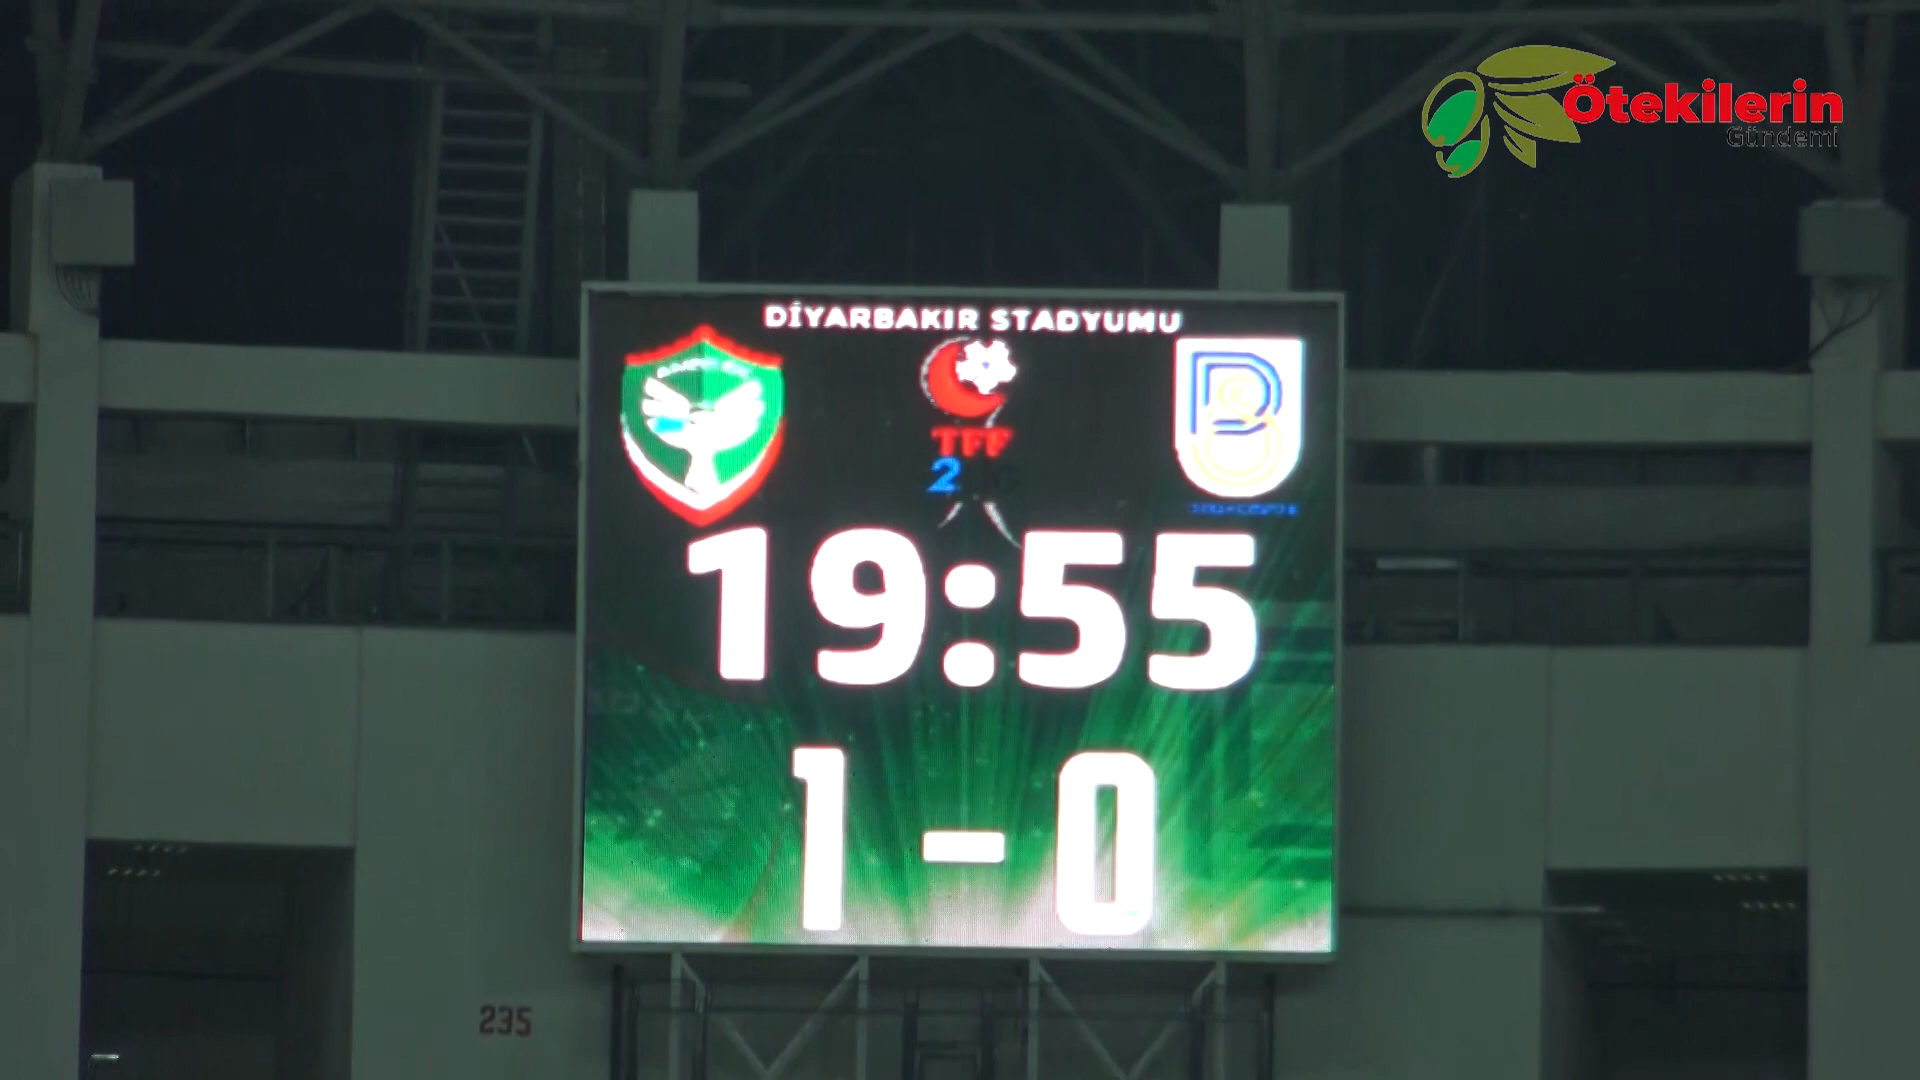 Ötekilerin
Gündemi
DİYARBAKIR STADYUMU
TFF
2
19:55
1 - 0
235